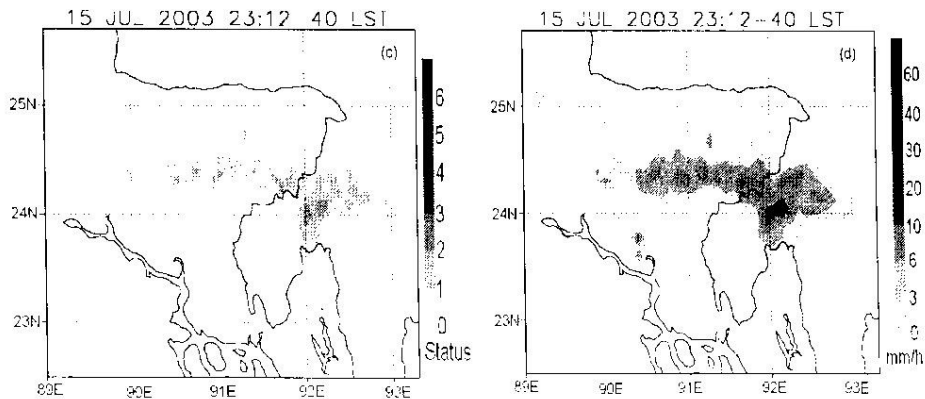 15 JUL 2003 23:12 40 LST
(c)
25N
24N
23N
89E 90E 91E 92E 93E
6
5
4
3
2
1
0
Status
15 JUL 2003 23:12-40 LST
(d)
25N
24N
23N
89E 90E 91E 92E 93E
60
40
30
20
10
6
3
0
mm/h